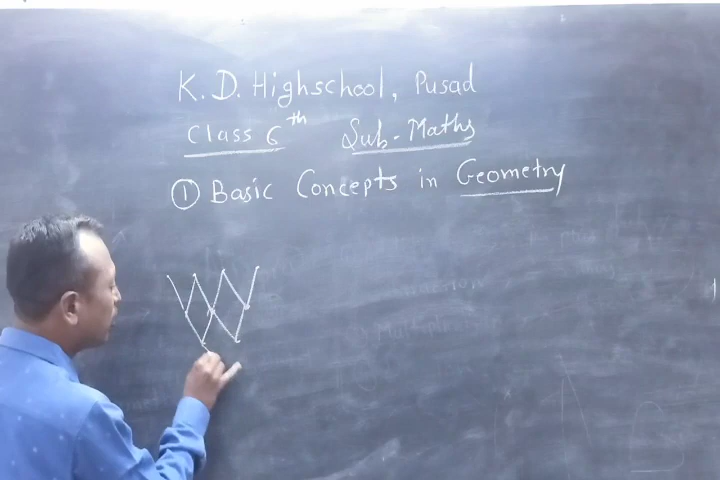 K.D. Highschool, Pusad
Class 6th Sub-Maths
① Basic Concepts in Geometry